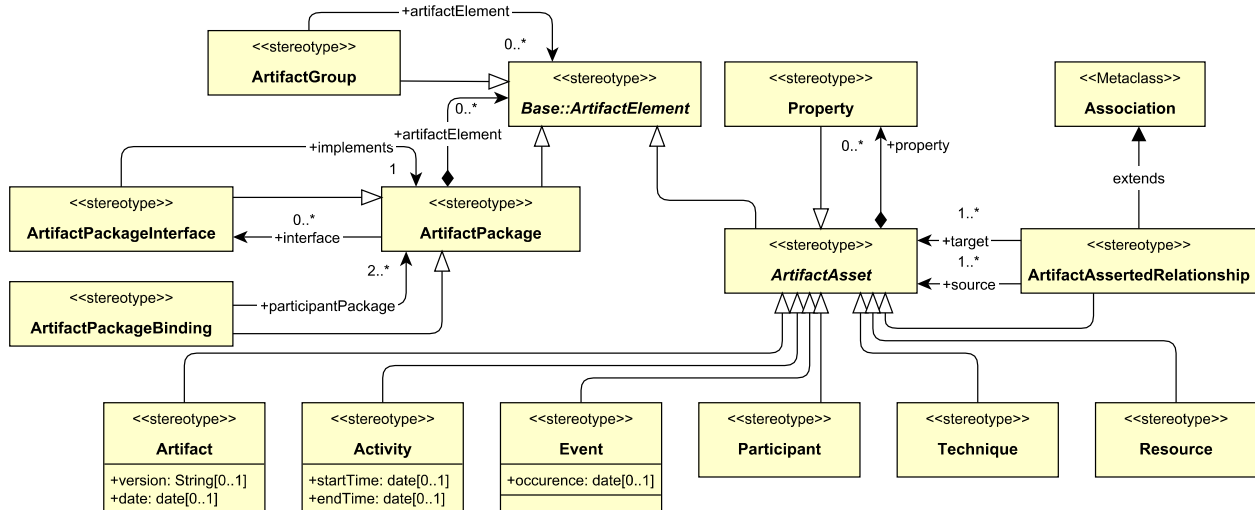 +artifactElement
<<stereotype>>
ArtifactGroup
0..*
<<stereotype>>
Base::ArtifactElement
<<stereotype>>
Property
<<Metaclass>>
Association
0..*
+artifactElement
+implements
1
0..*
+property
extends
<<stereotype>>
ArtifactPackageInterface
0..*
+interface
<<stereotype>>
ArtifactPackage
2..*
<<stereotype>>
ArtifactAsset
1..*
+target
1..*
+source
<<stereotype>>
ArtifactAssertedRelationship
<<stereotype>>
ArtifactPackageBinding
+participantPackage
<<stereotype>>
Artifact
+version: String[0..1]
+date: date[0..1]
<<stereotype>>
Activity
+startTime: date[0..1]
+endTime: date[0..1]
<<stereotype>>
Event
+occurence: date[0..1]
<<stereotype>>
Participant
<<stereotype>>
Technique
<<stereotype>>
Resource